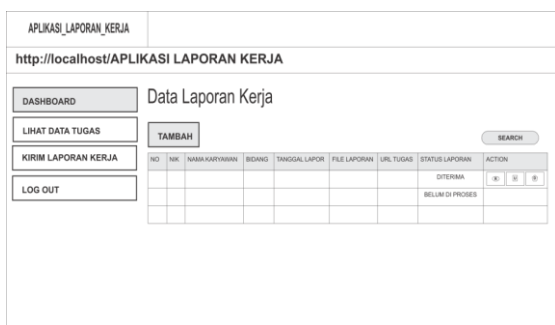 APLIKASI_LAPORAN_KERJA
http://localhost/APLIKASI LAPORAN KERJA
DASHBOARD
LIHAT DATA TUGAS
KIRIM LAPORAN KERJA
LOG OUT
Data Laporan Kerja
TAMBAH
SEARCH
NO NIK NAMA KARYAWAN BIDANG TANGGAL LAPOR FILE LAPORAN URL TUGAS STATUS LAPORAN ACTION
DITERIMA
BELUM DI PROSES